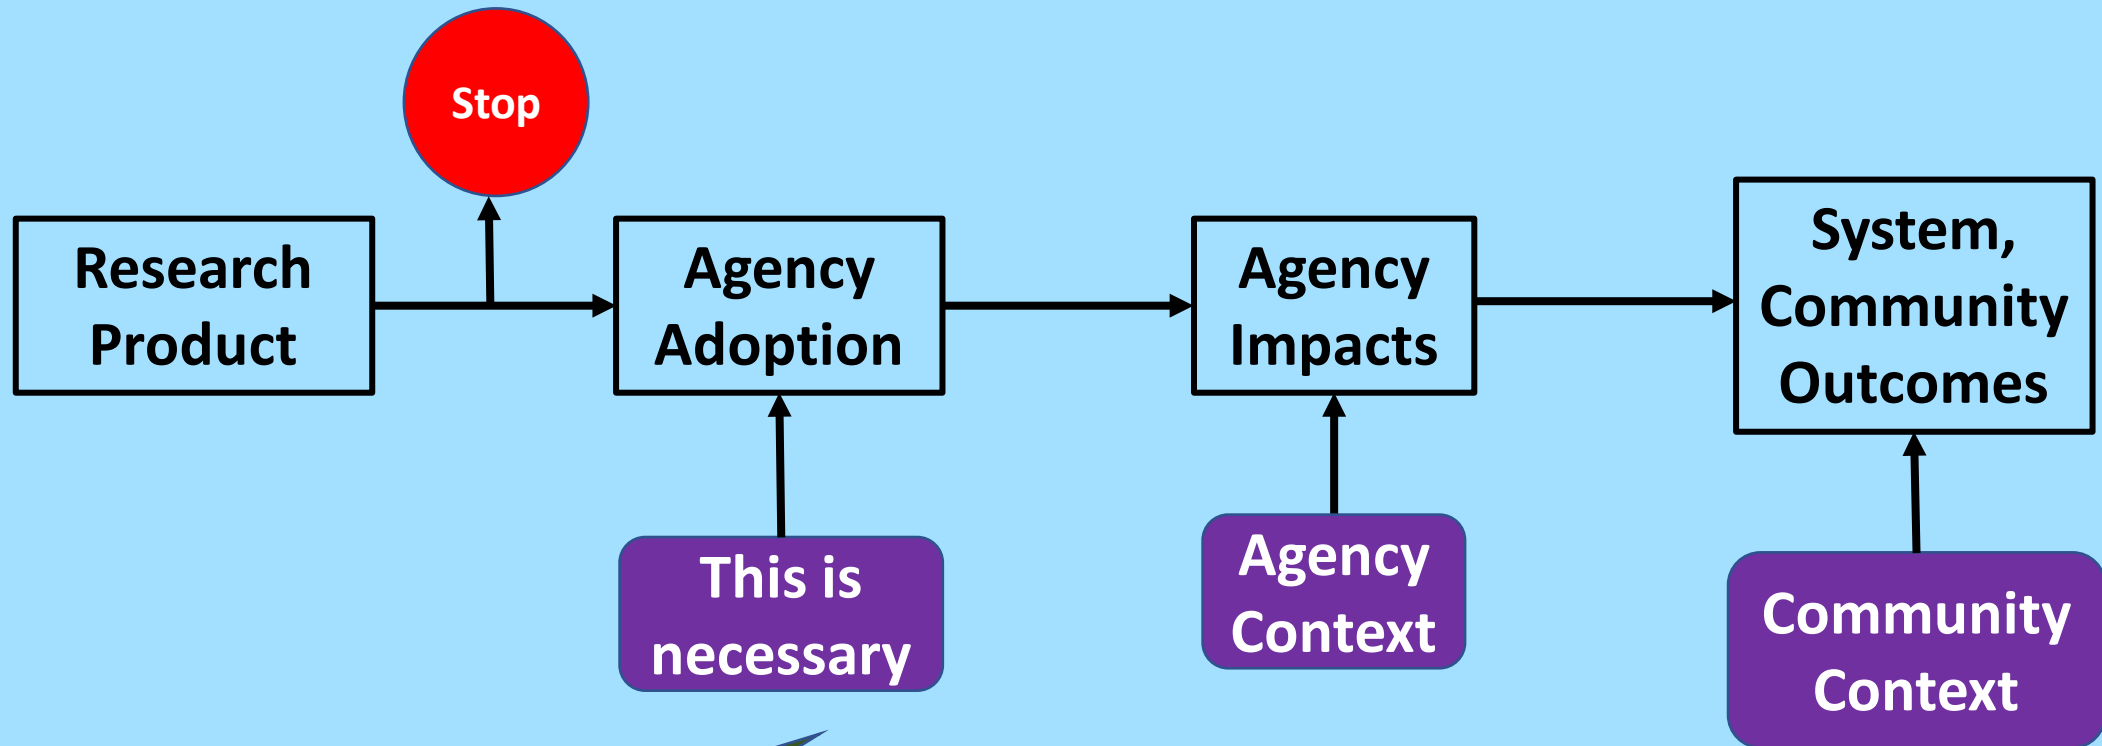 Stop
Research
Product
Agency
Adoption
Agency
Impacts
System,
Community
Outcomes
This is
necessary
Agency
Context
Community
Context